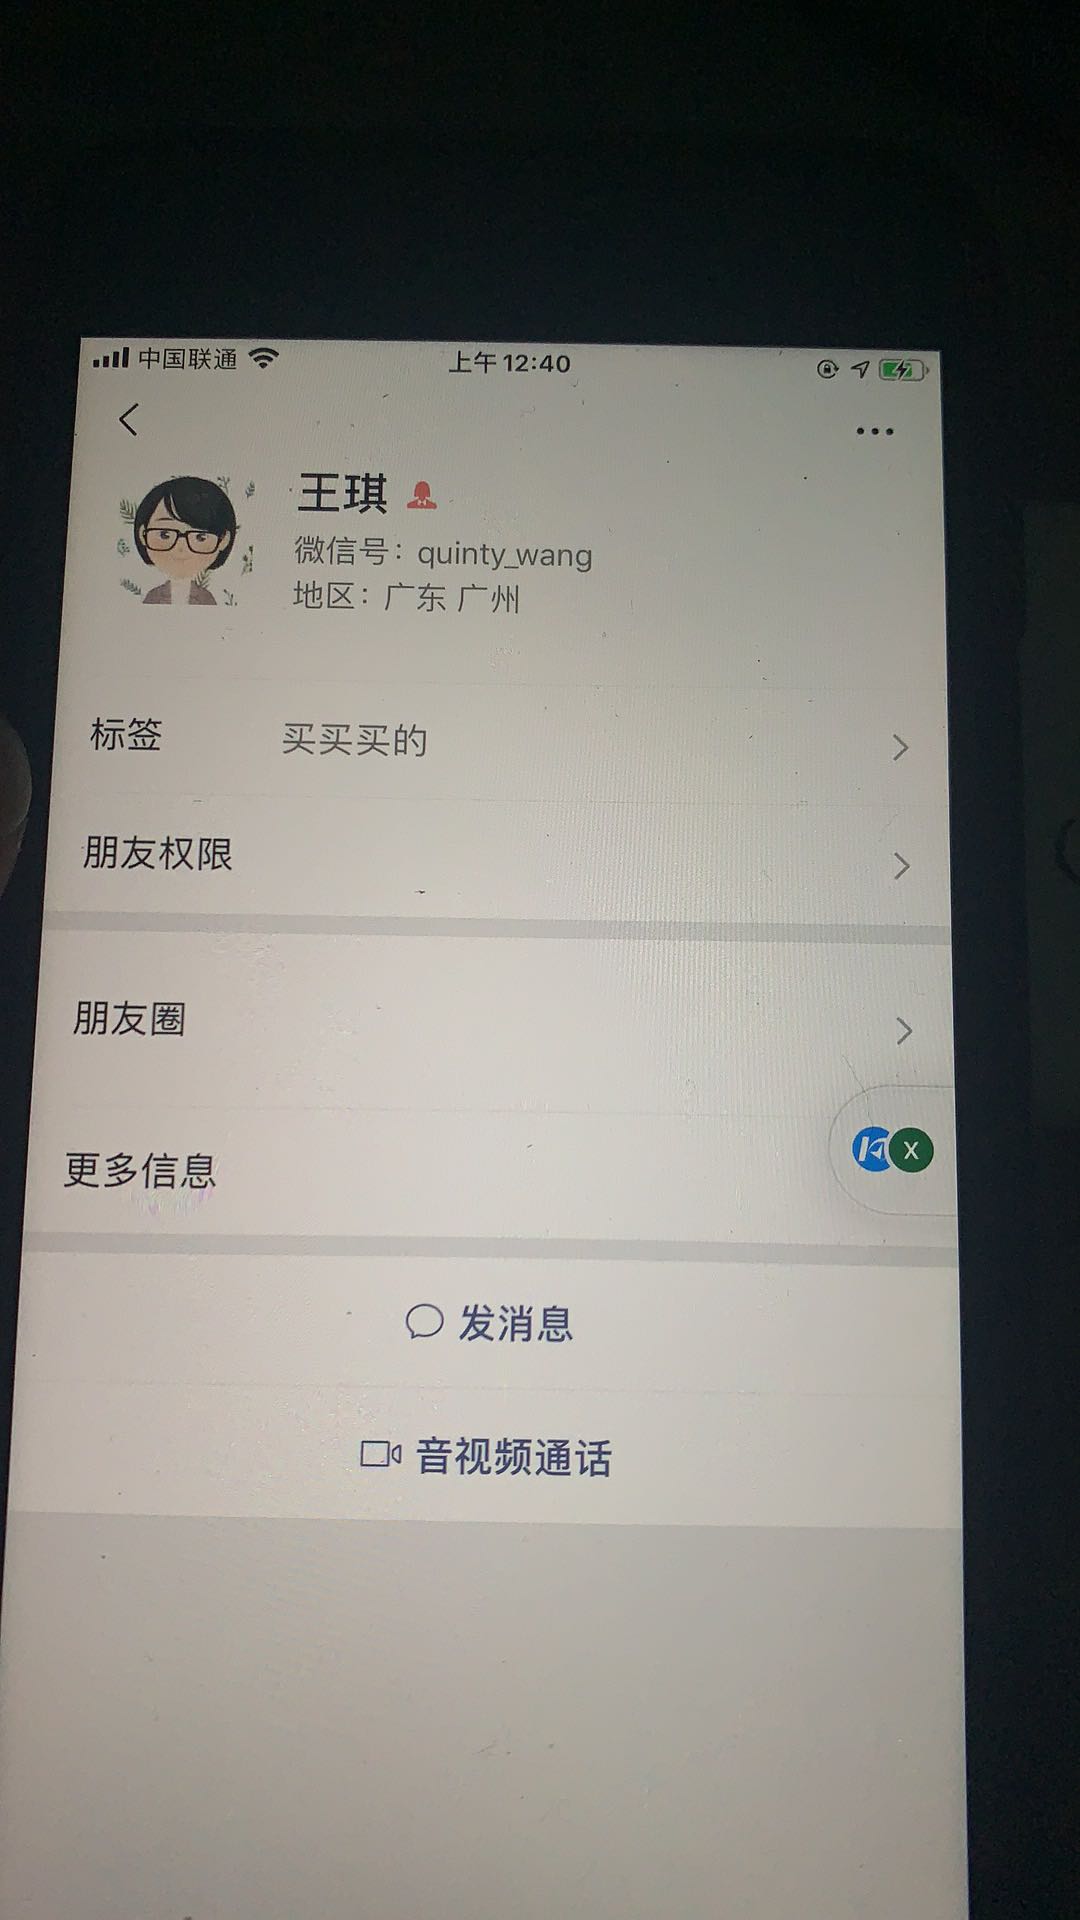 中国联通
上午12:40
王琪
微信号：quinty_wang
地区：广东 广州
标签 买买买的
朋友权限
朋友圈
更多信息
X
发消息
音视频通话